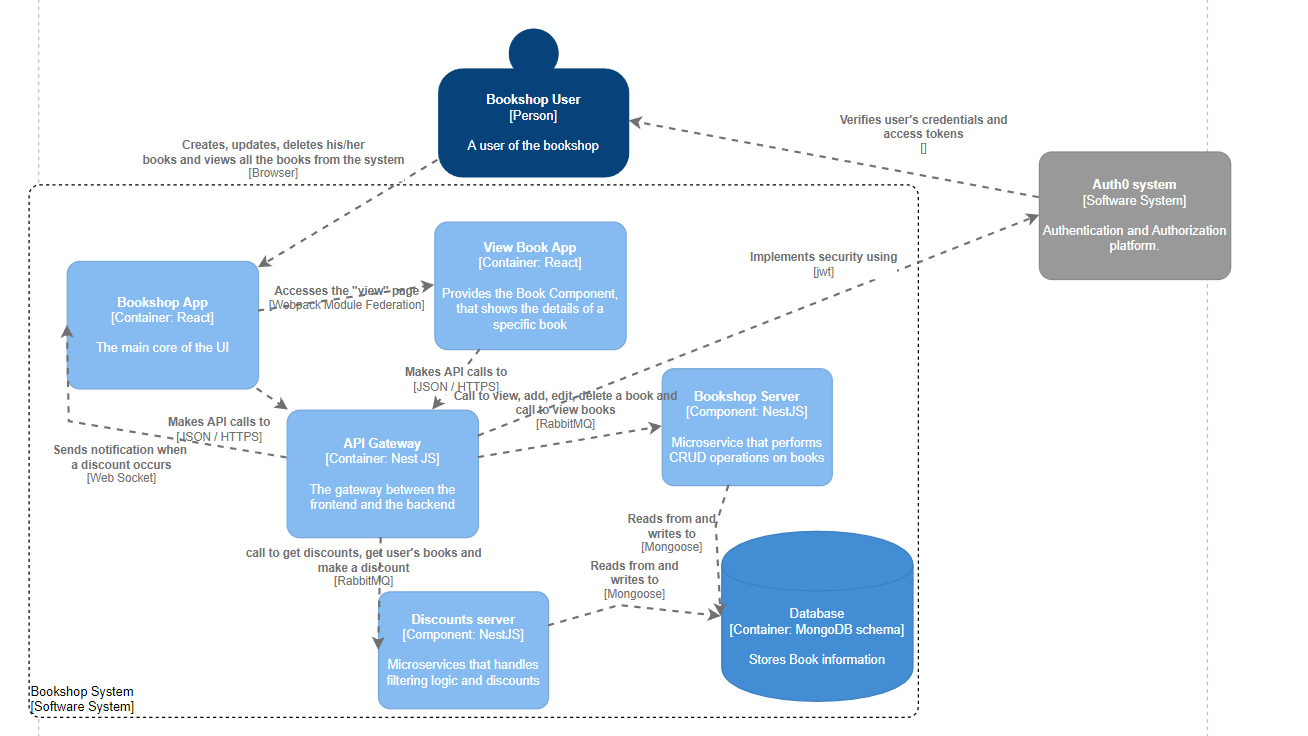 Bookshop User
[Person]
A user of the bookshop
Verifies user's credentials and
access tokens
[]
Creates, updates, deletes his/her
books and views all the books from the system
[Browser]
Auth0 system
[Software System]
Authentication and Authorization
platform.
View Book App
[Container: React]
Provides the Book Component,
that shows the details of a
specific book
Implements security using
[jwt]
Bookshop App
[Container: React]
The main core of the UI
Accesses the "view" page
[Webpack Module Federation]
Makes API calls to
[JSON / HTTPS]
Call to view, add, edit, delete a book and
call to view books
[RabbitMQ]
Bookshop Server
[Component: NestJS]
Microservice that performs
CRUD operations on books
Makes API calls to
[JSON / HTTPS]
Sends notification when
a discount occurs
[Web Socket]
API Gateway
[Container: Nest JS]
The gateway between the
frontend and the backend
Reads from and
writes to
[Mongoose]
call to get discounts, get user's books and
make a discount
[RabbitMQ]
Reads from and
writes to
[Mongoose]
Discounts server
[Component: NestJS]
Microservices that handles
filtering logic and discounts
Database
[Container: MongoDB schema]
Stores Book information
Bookshop System
[Software System]